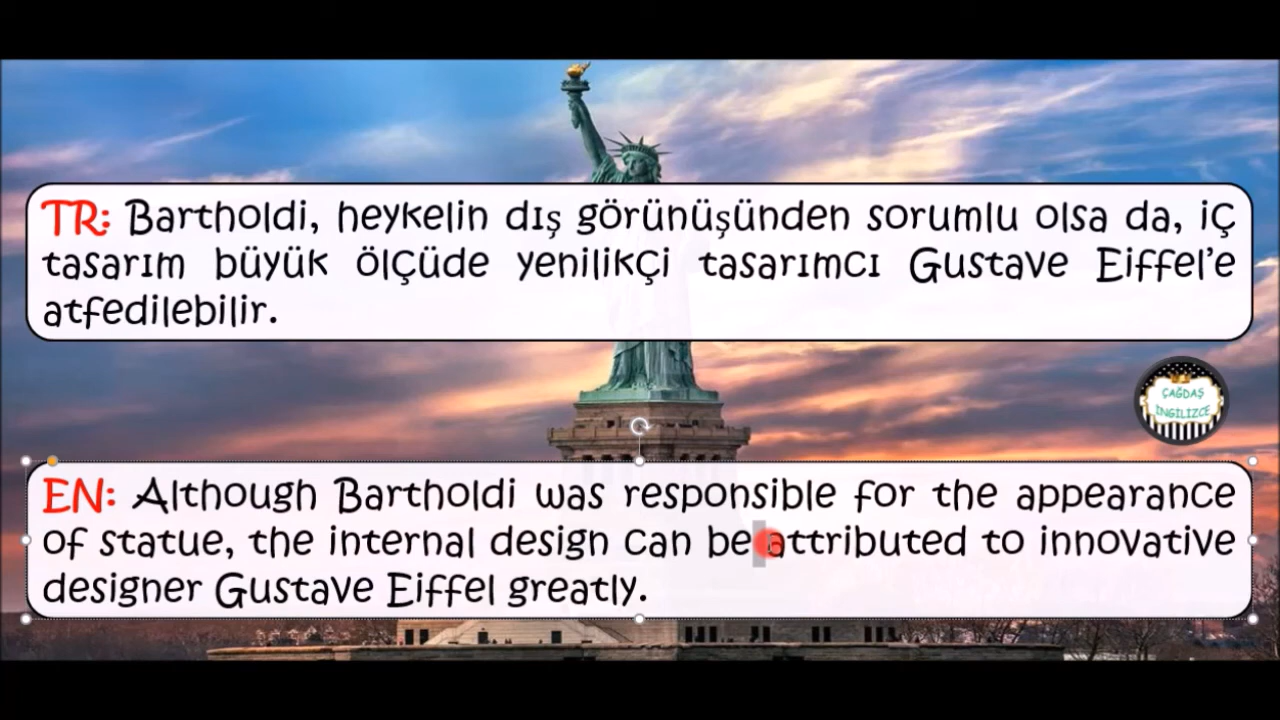 TR: Bartholdi, heykelin dış görünüşünden sorumlu olsa da, iç
tasarım büyük ölçüde yenilikçi tasarımcı Gustave Eiffel’e
atfedilebilir.
ÇAĞDAŞ
İNGİLİZCE
EN: Although Bartholdi was responsible for the appearance
of statue, the internal design can be attributed to innovative
designer Gustave Eiffel greatly.